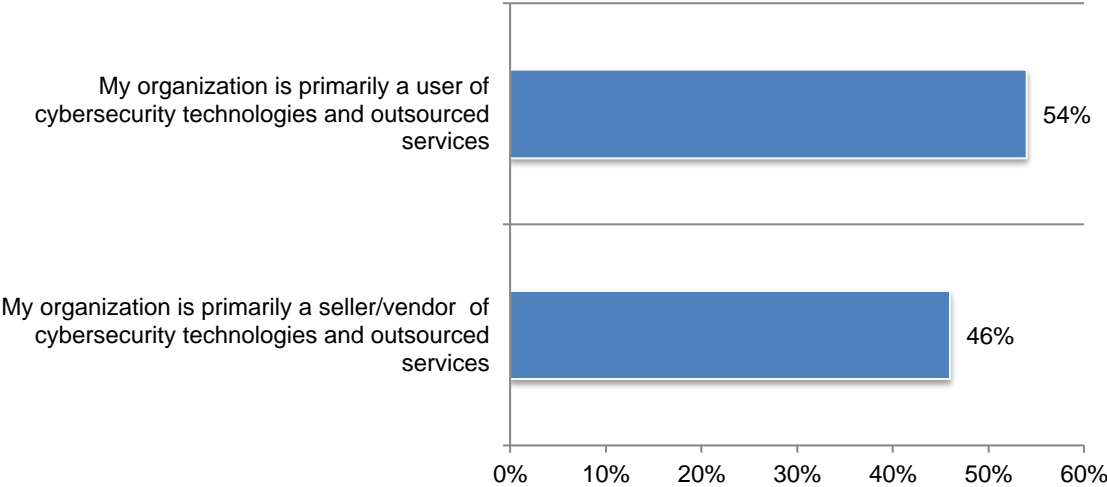 My organization is primarily a user of
cybersecurity technologies and outsourced
services
54%
My organization is primarily a seller/vendor  of
cybersecurity technologies and outsourced
services
46%
0% 10% 20% 30% 40% 50% 60%